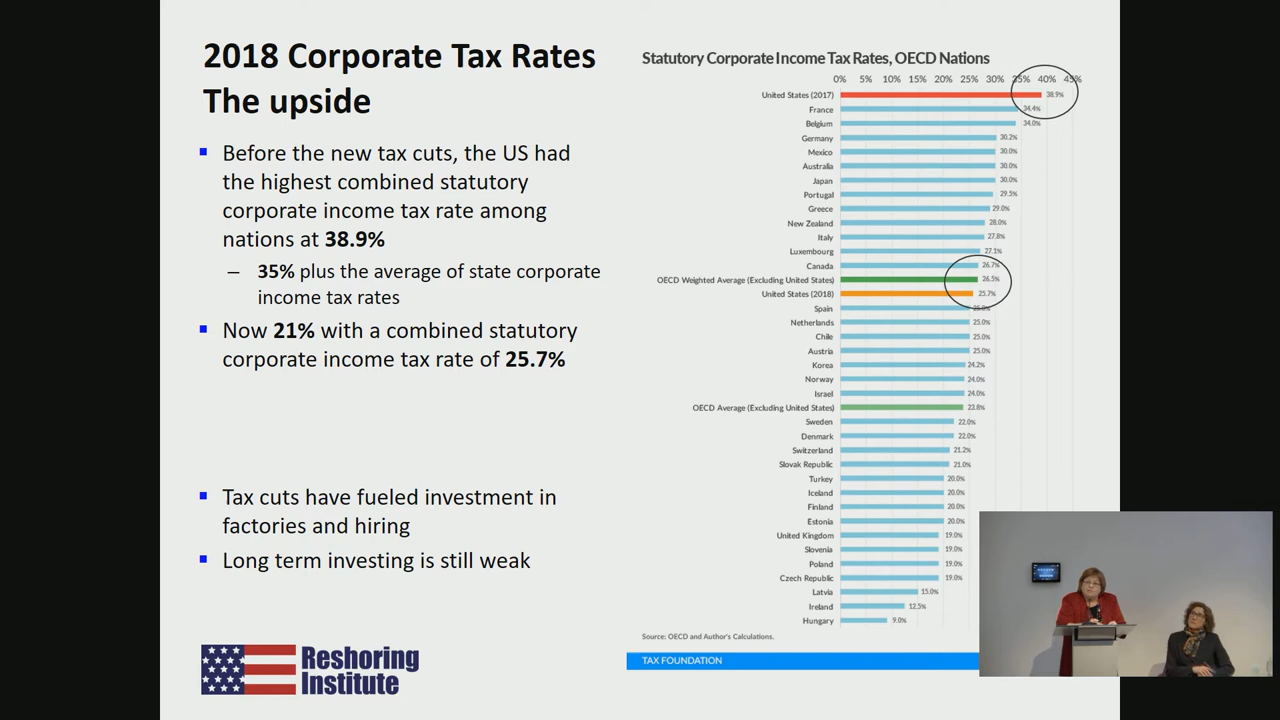 2018 Corporate Tax Rates
The upside
Before the new tax cuts, the US had
the highest combined statutory
corporate income tax rate among
nations at 38.9%
– 35% plus the average of state corporate
income tax rates
Now 21% with a combined statutory
corporate income tax rate of 25.7%
Tax cuts have fueled investment in
factories and hiring
Long term investing is still weak
Reshoring
Institute
Statutory Corporate Income Tax Rates, OECD Nations
0% 5% 10% 15% 20% 25% 30% 35% 40% 45%
United States (2017) 38.9%
France 34.4%
Belgium 34.0%
Germany 30.2%
Mexico 30.0%
Australia 30.0%
Japan 30.0%
Portugal 29.5%
Greece 29.0%
New Zealand 28.0%
Italy 27.8%
Luxembourg 27.1%
Canada 26.7%
OECD Weighted Average (Excluding United States) 26.5%
United States (2018) 25.7%
Spain 25.0%
Netherlands 25.0%
Chile 25.0%
Austria 25.0%
Korea 24.2%
Norway 24.0%
Israel 24.0%
OECD Average (Excluding United States) 23.8%
Sweden 22.0%
Denmark 22.0%
Switzerland 21.2%
Slovak Republic 21.0%
Turkey 20.0%
Iceland 20.0%
Finland 20.0%
Estonia 20.0%
United Kingdom 19.0%
Slovenia 19.0%
Poland 19.0%
Czech Republic 19.0%
Latvia 15.0%
Ireland 12.5%
Hungary 9.0%
Source: OECD and Author's Calculations.
TAX FOUNDATION